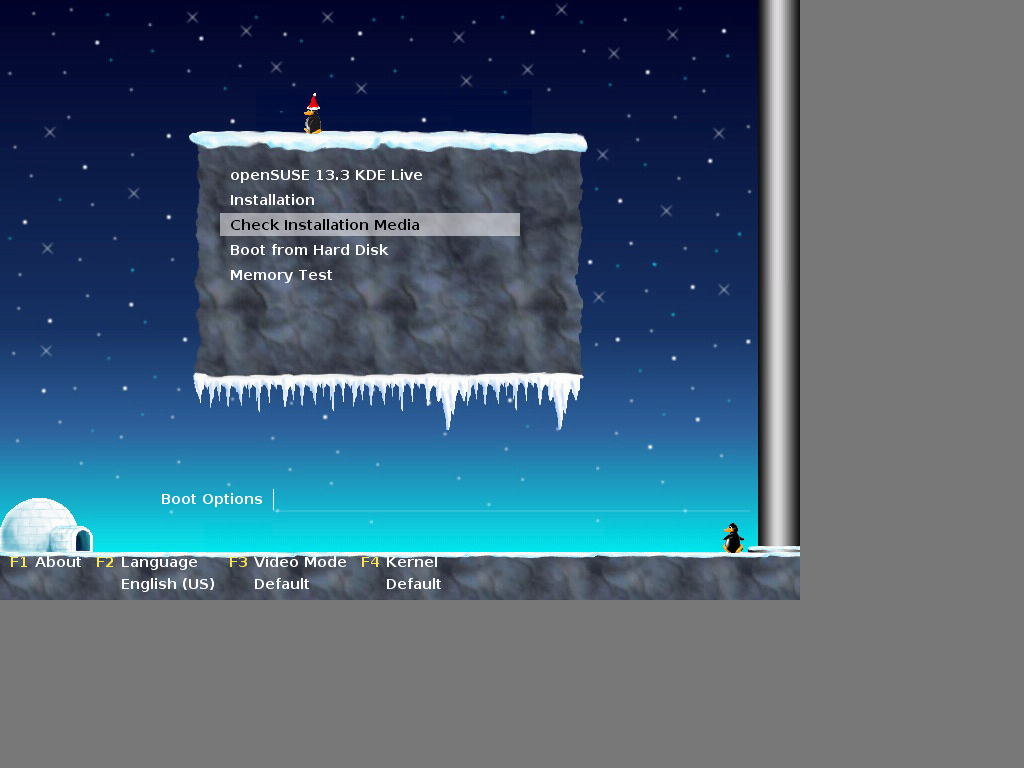 openSUSE 13.3 KDE Live
Installation
Check Installation Media
Boot from Hard Disk
Memory Test
Boot Options
F1 About F2 Language F3 Video Mode F4 Kernel
English (US) Default Default